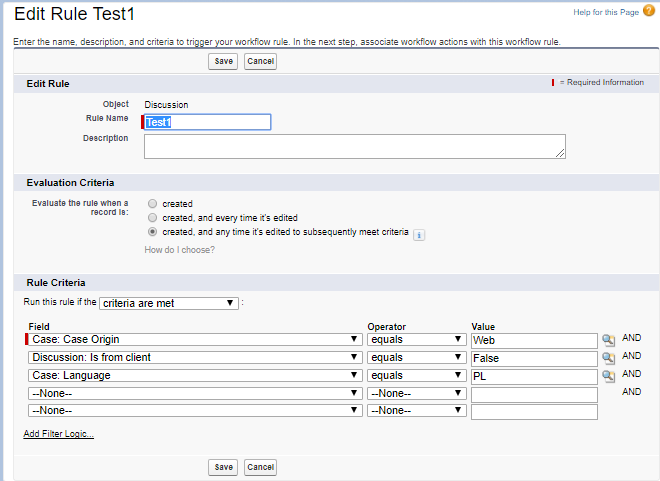 Edit Rule Test1
Help for this Page ?
Enter the name, description, and criteria to trigger your workflow rule. In the next step, associate workflow actions with this workflow rule.
Save Cancel
Edit Rule
= Required Information
Object Discussion
Rule Name Test1
Description
Evaluation Criteria
Evaluate the rule when a
record is:
created
created, and every time it's edited
created, and any time it's edited to subsequently meet criteria i
How do I choose?
Rule Criteria
Run this rule if the criteria are met :
Field Operator Value
Case: Case Origin equals Web AND
Discussion: Is from client equals False AND
Case: Language equals PL AND
--None-- --None-- AND
--None-- --None--
Add Filter Logic...
Save Cancel